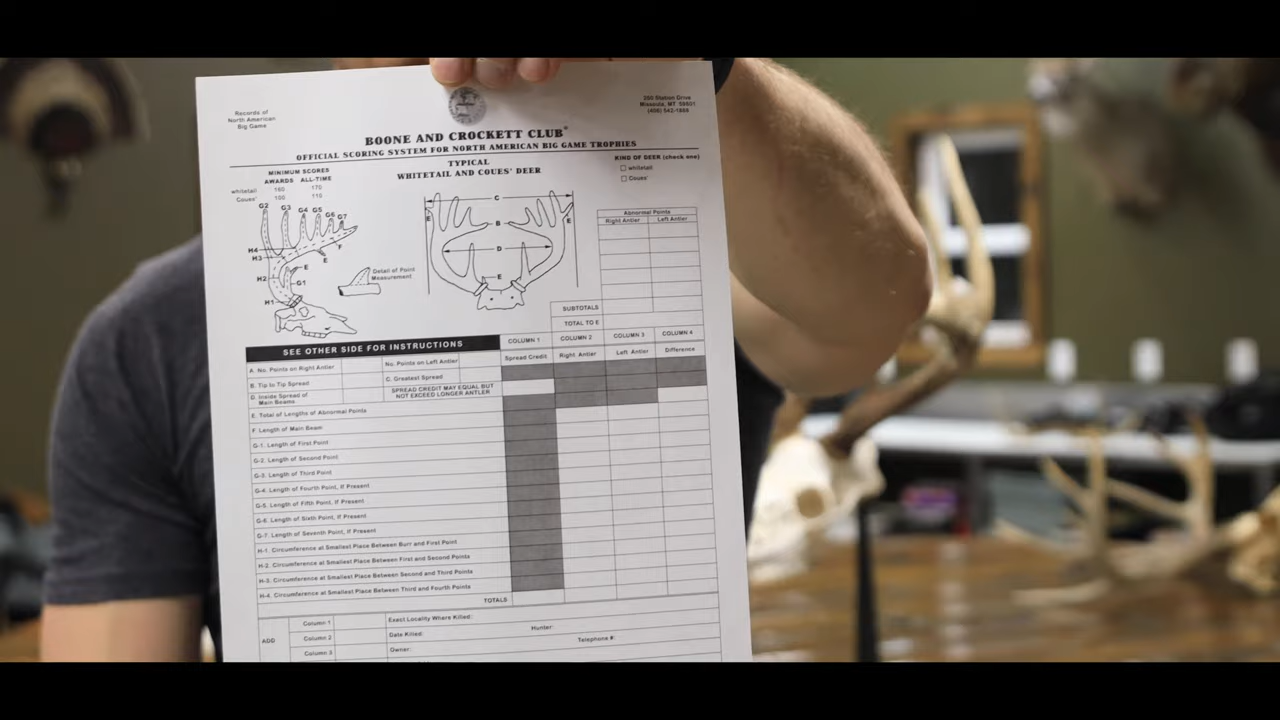 Records of
North American
Big Game
250 Station Drive
Missoula, MT 59801
(406) 542-1888
BOONE AND CROCKETT CLUB®
OFFICIAL SCORING SYSTEM FOR NORTH AMERICAN BIG GAME TROPHIES
TYPICAL
WHITETAIL AND COUES' DEER
KIND OF DEER (check one)
whitetail
Coues'
MINIMUM SCORES
AWARDS ALL-TIME
whitetail 160 170
Coues' 100 110
G2 G3 G4 G5 G6 G7
H4
H3
H2
H1
F
E
E
G1
Detail of Point
Measurement
C
E
B
E
D
E
Abnormal Points
Right Antler Left Antler
SUBTOTALS
TOTAL TO E
SEE OTHER SIDE FOR INSTRUCTIONS
COLUMN 1 COLUMN 2 COLUMN 3 COLUMN 4
A. No. Points on Right Antler No. Points on Left Antler Spread Credit Right Antler Left Antler Difference
B. Tip to Tip Spread C. Greatest Spread
D. Inside Spread of
Main Beams
SPREAD CREDIT MAY EQUAL BUT
NOT EXCEED LONGER ANTLER
E. Total of Lengths of Abnormal Points
F. Length of Main Beam
G-1. Length of First Point
G-2. Length of Second Point
G-3. Length of Third Point
G-4. Length of Fourth Point, If Present
G-5. Length of Fifth Point, If Present
G-6. Length of Sixth Point, If Present
G-7. Length of Seventh Point, If Present
H-1. Circumference at Smallest Place Between Burr and First Point
H-2. Circumference at Smallest Place Between First and Second Points
H-3. Circumference at Smallest Place Between Second and Third Points
H-4. Circumference at Smallest Place Between Third and Fourth Points
TOTALS
ADD
Column 1
Column 2
Column 3
Exact Locality Where Killed:
Date Killed: Hunter:
Owner: Telephone #: